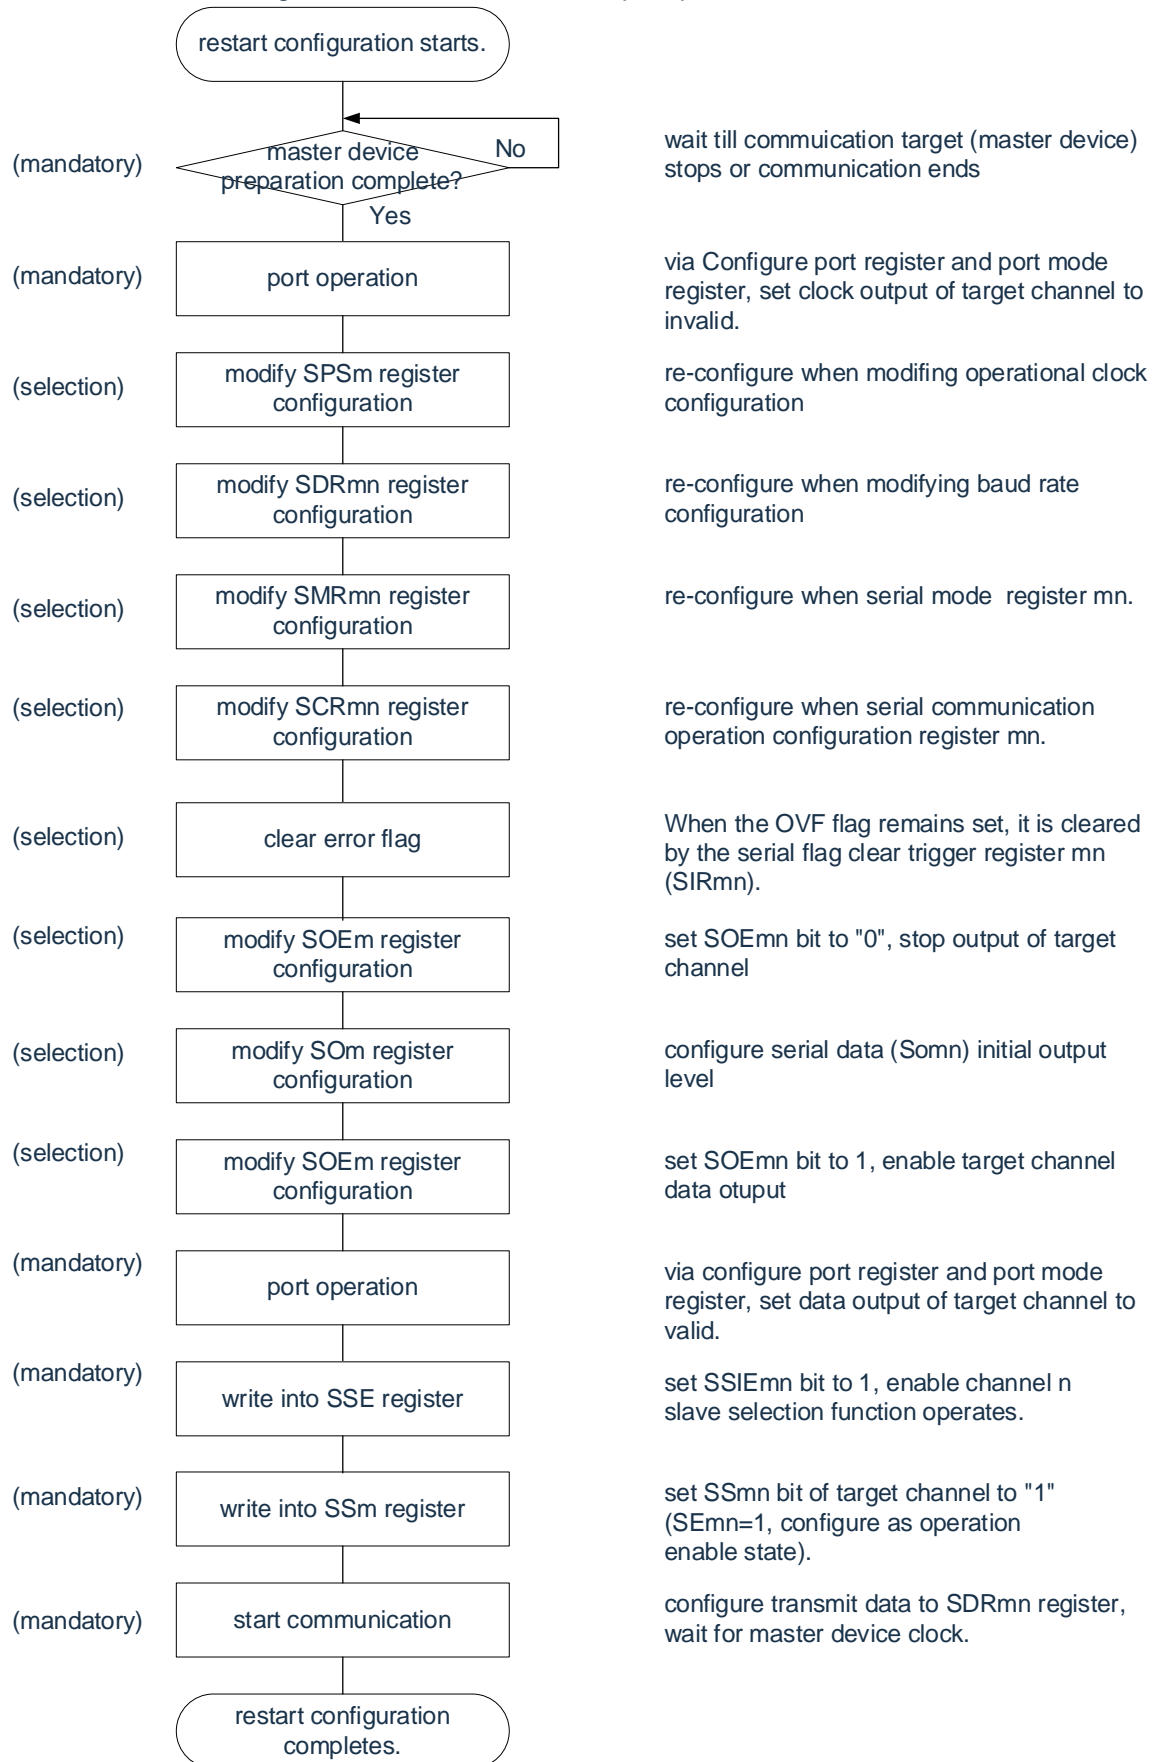 restart configuration starts.
(mandatory)
master device
preparation complete?
No
wait till commuication target (master device)
stops or communication ends
Yes
(mandatory)
port operation
via Configure port register and port mode
register, set clock output of target channel to
invalid.
(selection)
modify SPSm register
configuration
re-configure when modifing operational clock
configuration
(selection)
modify SDRmn register
configuration
re-configure when modifying baud rate
configuration
(selection)
modify SMRmn register
configuration
re-configure when serial mode  register mn.
(selection)
modify SCRmn register
configuration
re-configure when serial communication
operation configuration register mn.
(selection)
clear error flag
When the OVF flag remains set, it is cleared
by the serial flag clear trigger register mn
(SIRmn).
(selection)
modify SOEm register
configuration
set SOEmn bit to "0", stop output of target
channel
(selection)
modify SOm register
configuration
configure serial data (Somn) initial output
level
(selection)
modify SOEm register
configuration
set SOEmn bit to 1, enable target channel
data otuput
(mandatory)
port operation
via configure port register and port mode
register, set data output of target channel to
valid.
(mandatory)
write into SSE register
set SSIEmn bit to 1, enable channel n
slave selection function operates.
(mandatory)
write into SSm register
set SSmn bit of target channel to "1"
(SEmn=1, configure as operation
enable state).
(mandatory)
start communication
configure transmit data to SDRmn register,
wait for master device clock.
restart configuration
completes.